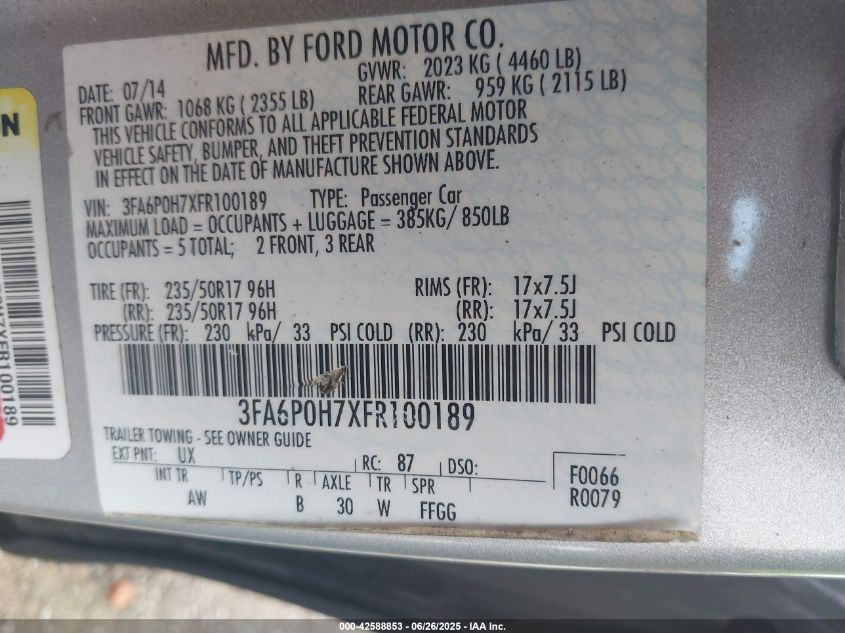 MFD. BY FORD MOTOR CO.
DATE: 07/14 GVWR: 2023 KG ( 4460 LB)
FRONT GAWR: 1068 KG ( 2355 LB) REAR GAWR: 959 KG ( 2115 LB)
THIS VEHICLE CONFORMS TO ALL APPLICABLE FEDERAL MOTOR
VEHICLE SAFETY, BUMPER, AND THEFT PREVENTION STANDARDS
IN EFFECT ON THE DATE OF MANUFACTURE SHOWN ABOVE.
VIN: 3FA6P0H7XFR100189 TYPE: Passenger Car
MAXIMUM LOAD = OCCUPANTS + LUGGAGE = 385KG/ 850LB
OCCUPANTS = 5 TOTAL; 2 FRONT, 3 REAR
TIRE (FR): 235/50R17 96H RIMS (FR): 17x7.5J
(RR): 235/50R17 96H (RR): 17x7.5J
PRESSURE (FR): 230 kPa/ 33 PSI COLD (RR): 230 kPa/ 33 PSI COLD
3FA6P0H7XFR100189
TRAILER TOWING - SEE OWNER GUIDE
EXT PNT: UX RC: 87 DSO:
INT TR TP/PS R AXLE TR SPR F0066
AW B 30 W FFGG R0079
000-42588853 - 06/26/2025 - IAA Inc.